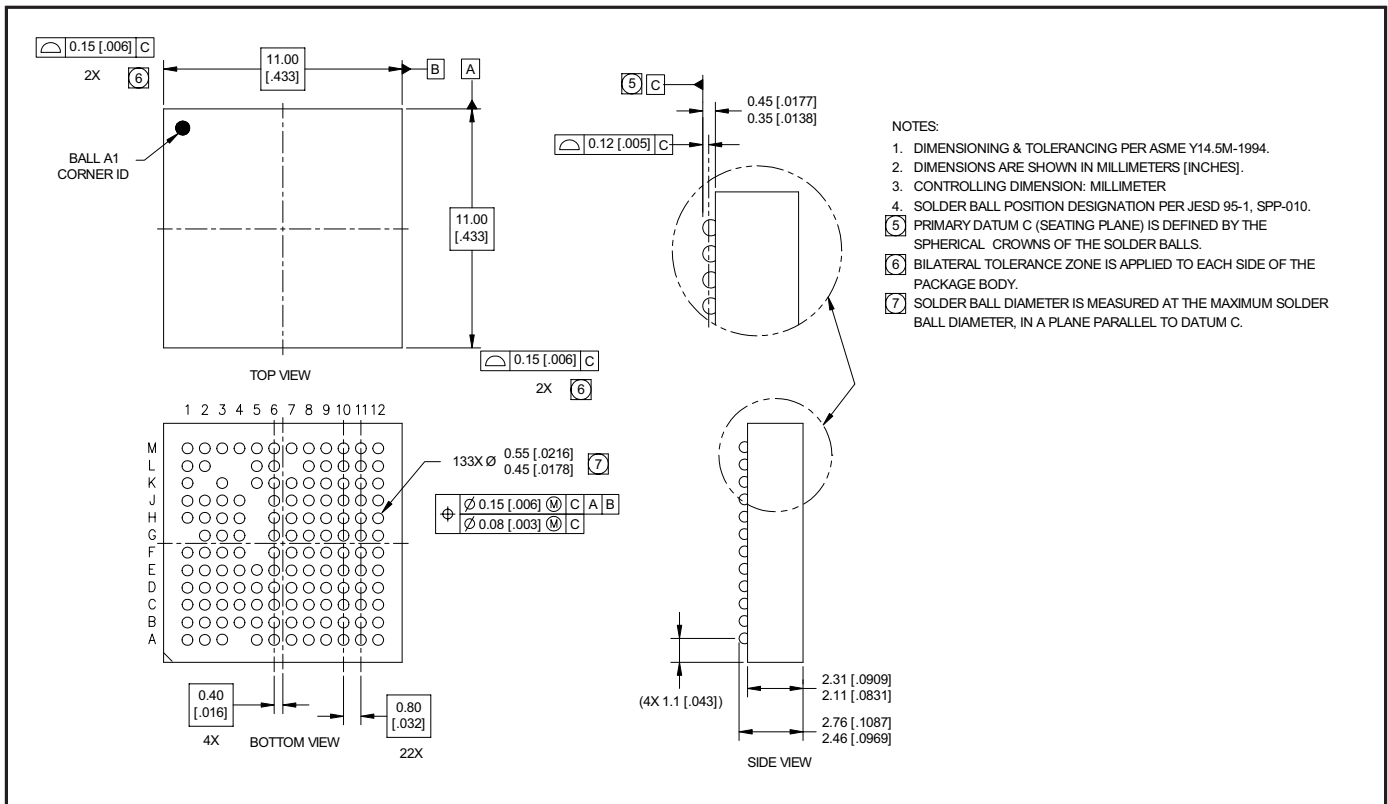 0.15 [.006] C
2X 6
11.00
[.433]
B A
BALL A1
CORNER ID
11.00
[.433]
TOP VIEW
0.15 [.006] C
2X 6
5 C
0.45 [.0177]
0.35 [.0138]
0.12 [.005] C
NOTES:
1. DIMENSIONING & TOLERANCING PER ASME Y14.5M-1994.
2. DIMENSIONS ARE SHOWN IN MILLIMETERS [INCHES].
3. CONTROLLING DIMENSION: MILLIMETER
4. SOLDER BALL POSITION DESIGNATION PER JESD 95-1, SPP-010.
5 PRIMARY DATUM C (SEATING PLANE) IS DEFINED BY THE
SPHERICAL CROWNS OF THE SOLDER BALLS.
6 BILATERAL TOLERANCE ZONE IS APPLIED TO EACH SIDE OF THE
PACKAGE BODY.
7 SOLDER BALL DIAMETER IS MEASURED AT THE MAXIMUM SOLDER
BALL DIAMETER, IN A PLANE PARALLEL TO DATUM C.
1 2 3 4 5 6 7 8 9 10 11 12
M
L
K
J
H
G
F
E
D
C
B
A
133X Ø 0.55 [.0216]
0.45 [.0178] 7
⌖ Ø 0.15 [.006] Ⓜ C A B
Ø 0.08 [.003] Ⓜ C
0.40
[.016]
4X
BOTTOM VIEW
0.80
[.032]
22X
(4X 1.1 [.043])
2.31 [.0909]
2.11 [.0831]
2.76 [.1087]
2.46 [.0969]
SIDE VIEW